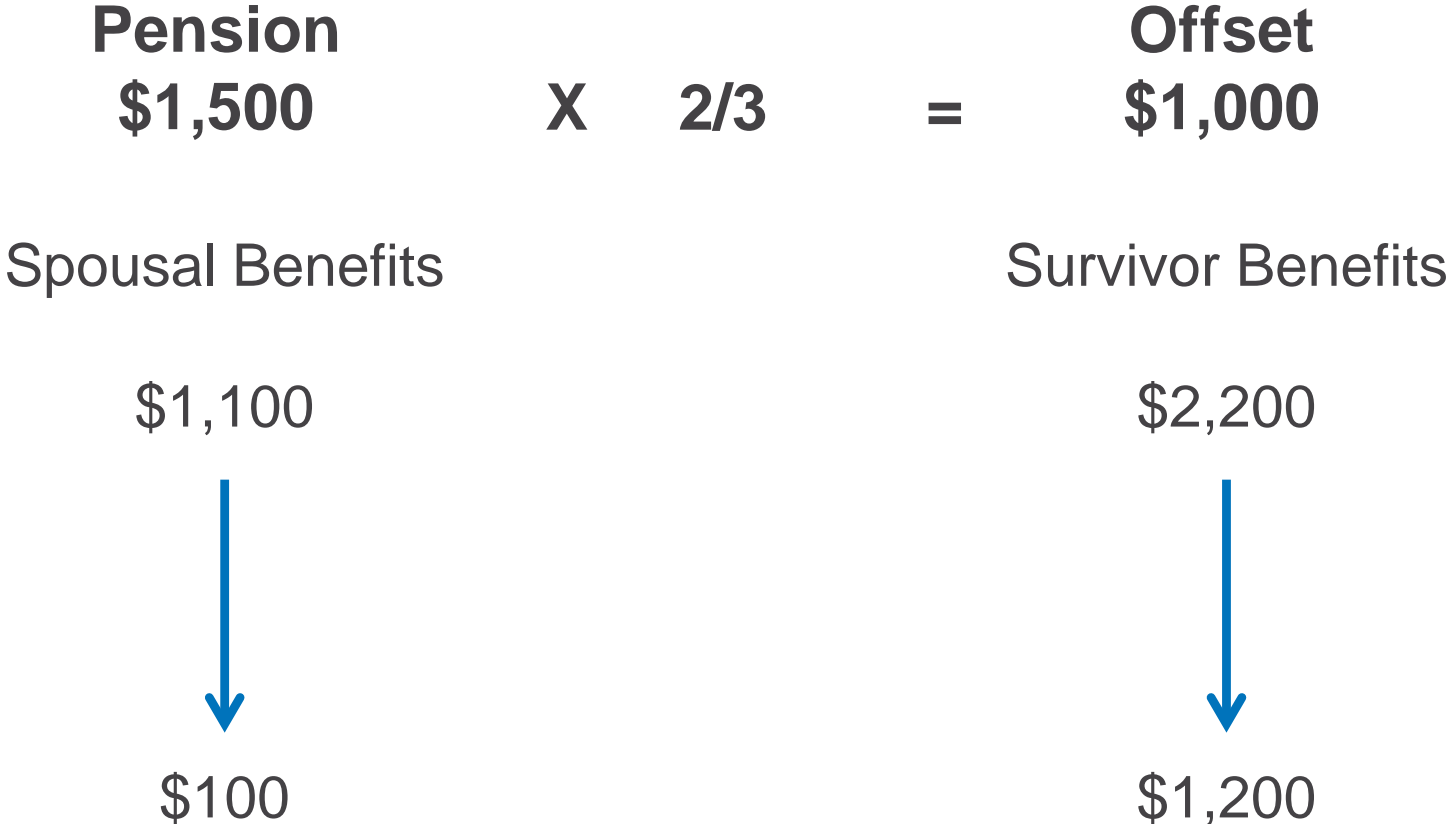 Pension Offset
$1,500 X 2/3 = $1,000
Spousal Benefits Survivor Benefits
$1,100 $2,200
$100 $1,200